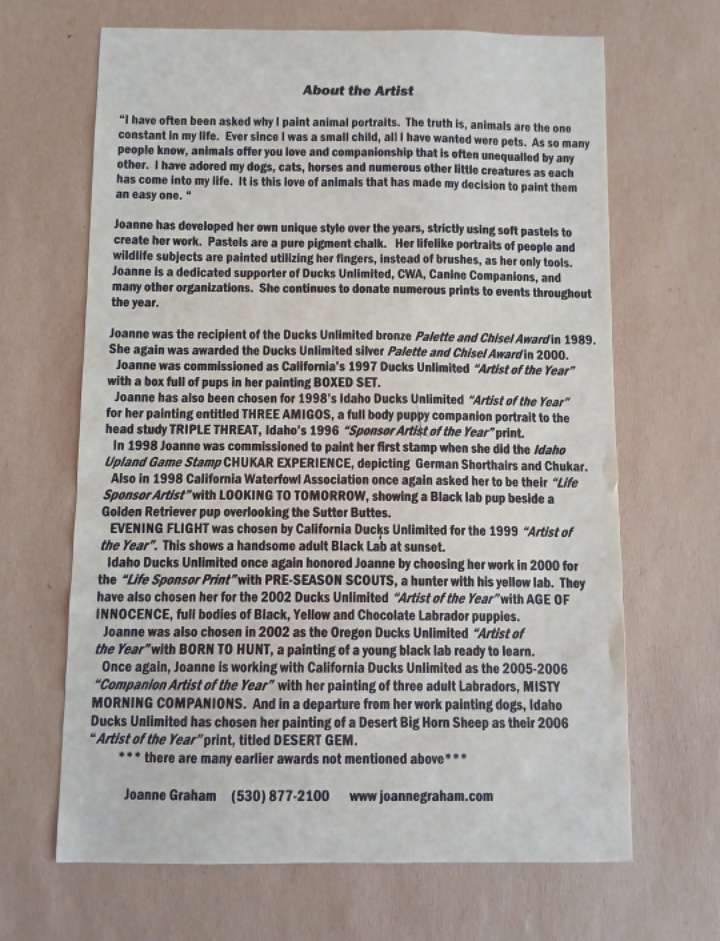 About the Artist
"I have often been asked why I paint animal portraits. The truth is, animals are the one
constant in my life. Ever since I was a small child, all I have wanted were pets. As so many
people know, animals offer you love and companionship that is often unequalled by any
other. I have adored my dogs, cats, horses and numerous other little creatures as each
has come into my life. It is this love of animals that has made my decision to paint them
an easy one. "
Joanne has developed her own unique style over the years, strictly using soft pastels to
create her work. Pastels are a pure pigment chalk. Her lifelike portraits of people and
wildlife subjects are painted utilizing her fingers, instead of brushes, as her only tools.
Joanne is a dedicated supporter of Ducks Unlimited, CWA, Canine Companions, and
many other organizations. She continues to donate numerous prints to events throughout
the year.
Joanne was the recipient of the Ducks Unlimited bronze Palette and Chisel Award in 1989.
She again was awarded the Ducks Unlimited silver Palette and Chisel Award in 2000.
Joanne was commissioned as California's 1997 Ducks Unlimited "Artist of the Year"
with a box full of pups in her painting BOXED SET.
Joanne has also been chosen for 1998's Idaho Ducks Unlimited "Artist of the Year"
for her painting entitled THREE AMIGOS, a full body puppy companion portrait to the
head study TRIPLE THREAT, Idaho's 1996 "Sponsor Artist of the Year" print.
In 1998 Joanne was commissioned to paint her first stamp when she did the Idaho
Upland Game Stamp CHUKAR EXPERIENCE, depicting German Shorthairs and Chukar.
Also in 1998 California Waterfowl Association once again asked her to be their "Life
Sponsor Artist" with LOOKING TO TOMORROW, showing a Black lab pup beside a
Golden Retriever pup overlooking the Sutter Buttes.
EVENING FLIGHT was chosen by California Ducks Unlimited for the 1999 "Artist of
the Year". This shows a handsome adult Black Lab at sunset.
Idaho Ducks Unlimited once again honored Joanne by choosing her work in 2000 for
the "Life Sponsor Print" with PRE-SEASON SCOUTS, a hunter with his yellow lab. They
have also chosen her for the 2002 Ducks Unlimited "Artist of the Year" with AGE OF
INNOCENCE, full bodies of Black, Yellow and Chocolate Labrador puppies.
Joanne was also chosen in 2002 as the Oregon Ducks Unlimited "Artist of
the Year" with BORN TO HUNT, a painting of a young black lab ready to learn.
Once again, Joanne is working with California Ducks Unlimited as the 2005-2006
"Companion Artist of the Year" with her painting of three adult Labradors, MISTY
MORNING COMPANIONS. And in a departure from her work painting dogs, Idaho
Ducks Unlimited has chosen her painting of a Desert Big Horn Sheep as their 2006
"Artist of the Year" print, titled DESERT GEM.
*** there are many earlier awards not mentioned above***
Joanne Graham (530) 877-2100 www.joannegraham.com